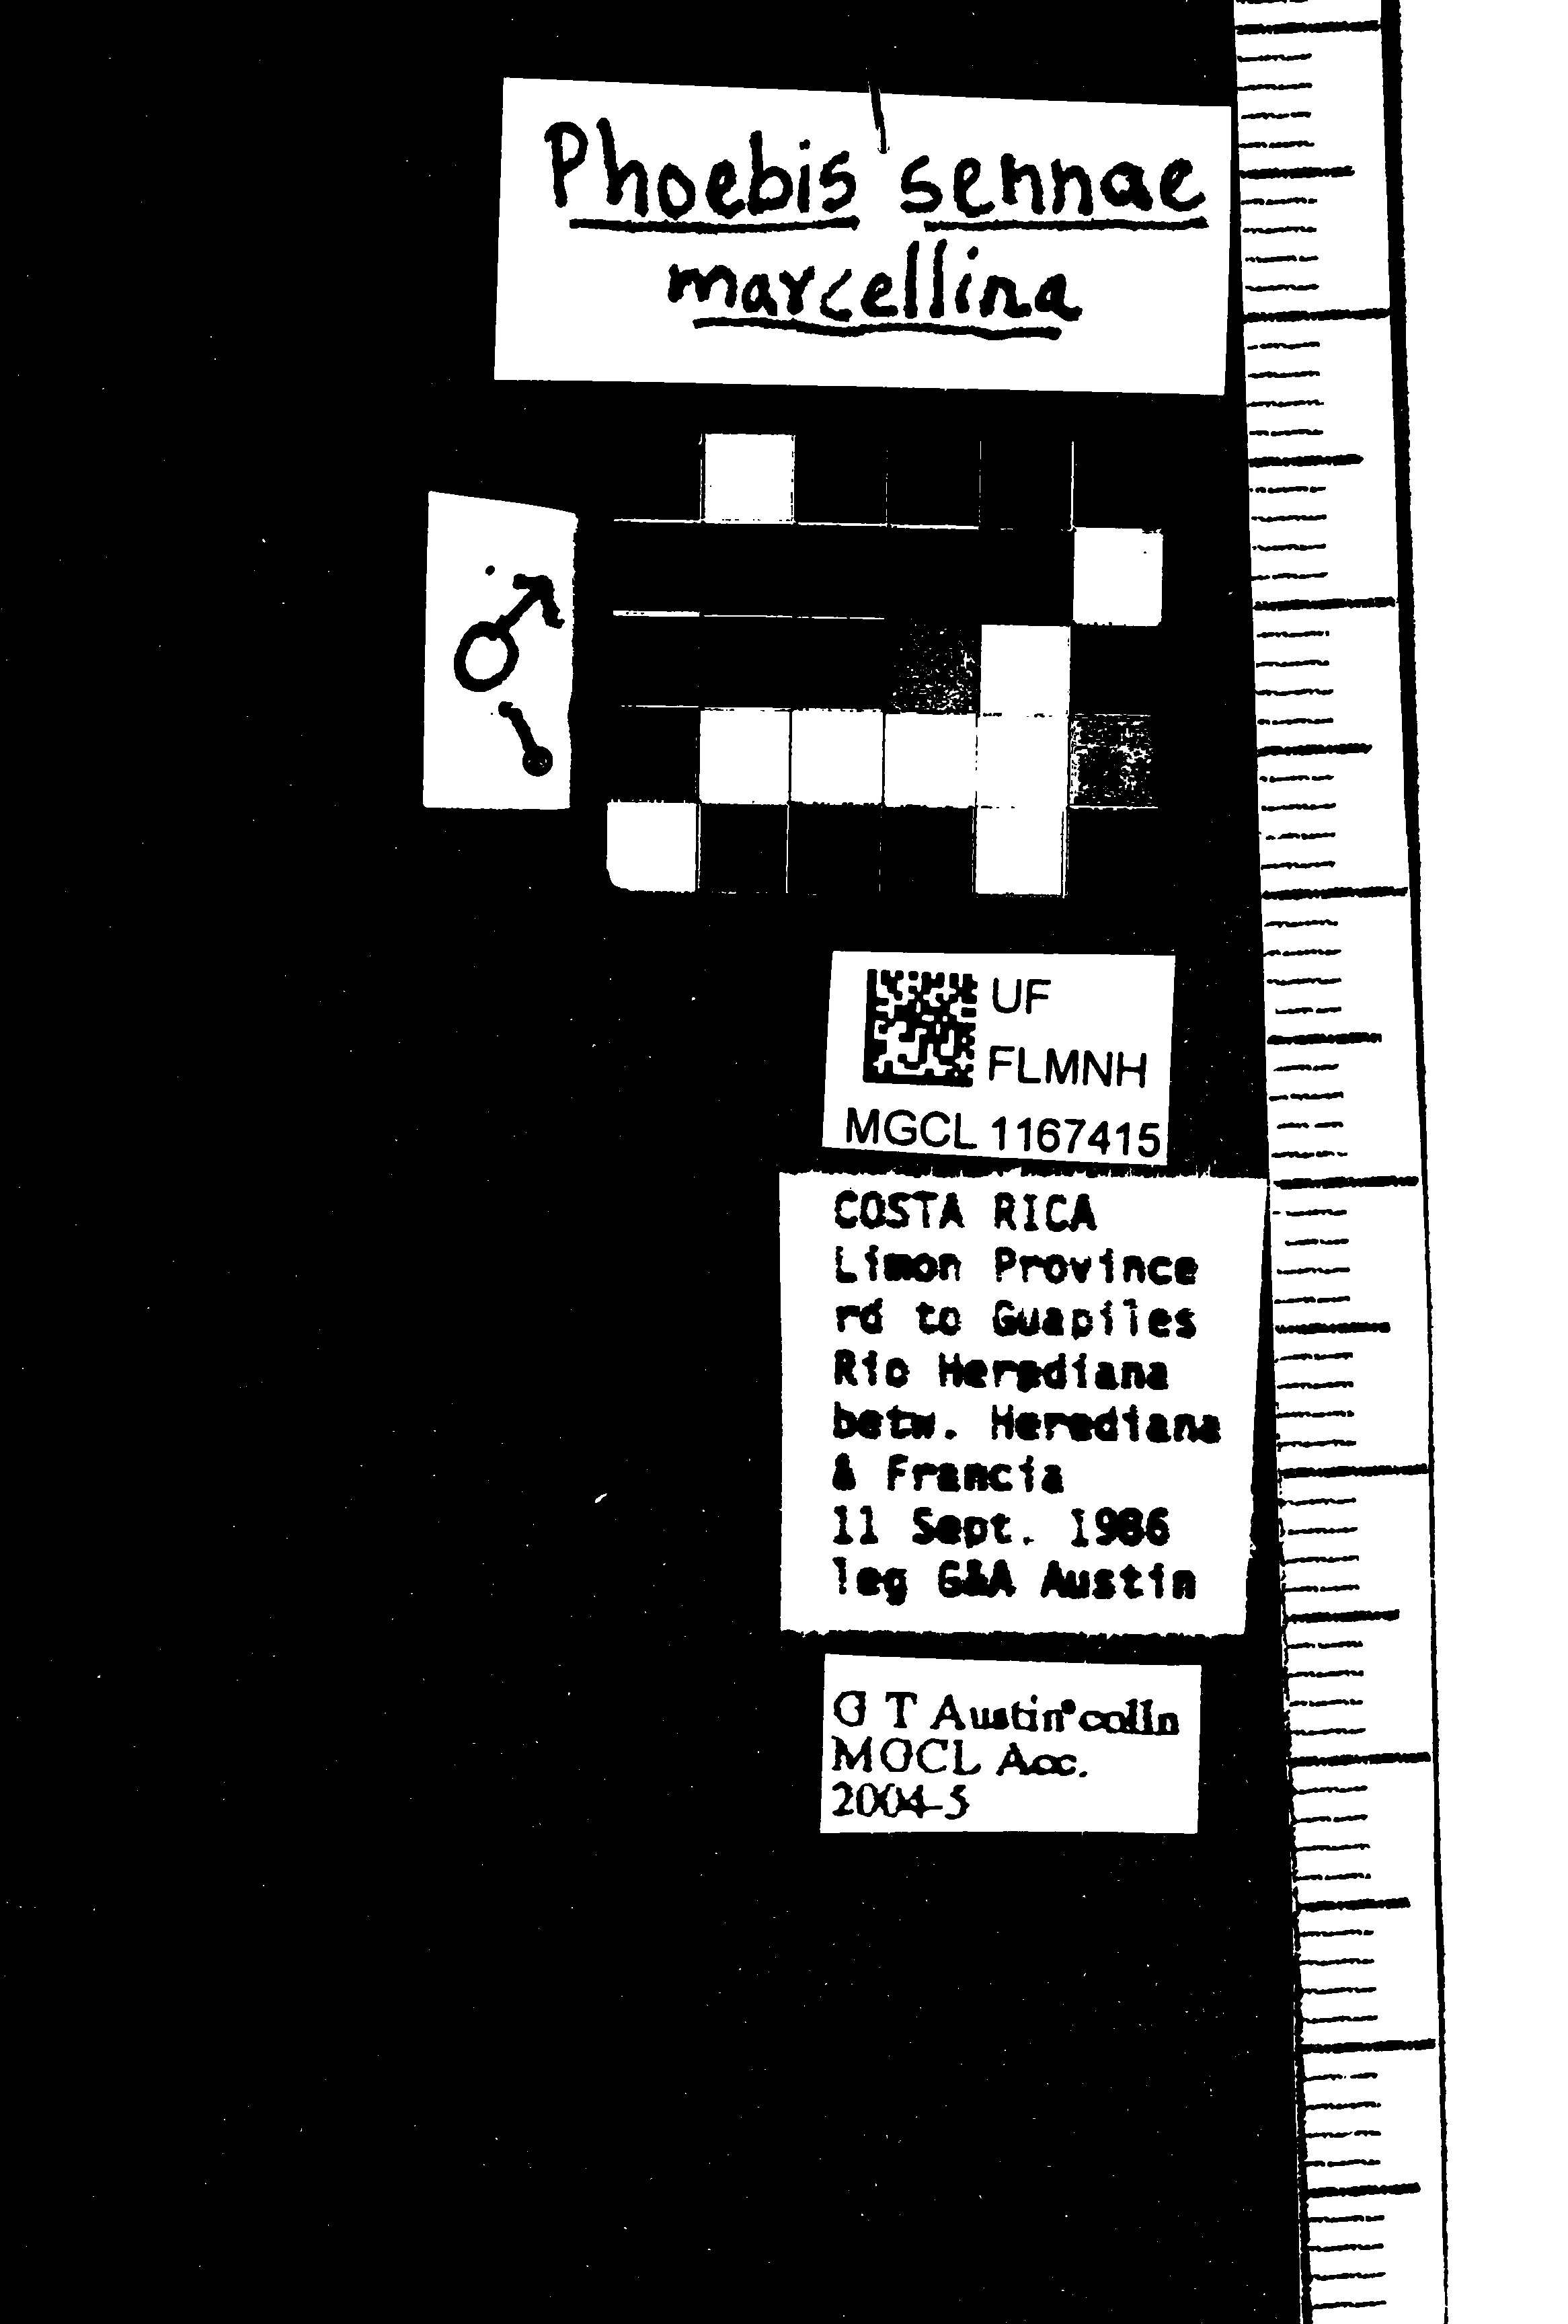 Phoebis sennae
marcellina
♂
UF
FLMNH
MGCL 1167415
COSTA RICA
Limon Province
rd to Guapiles
Rio Herediana
betw. Herediana
& Francia
11 Sept. 1986
leg G&A Austin
G T Austin colln
MGCL Acc.
2004-5